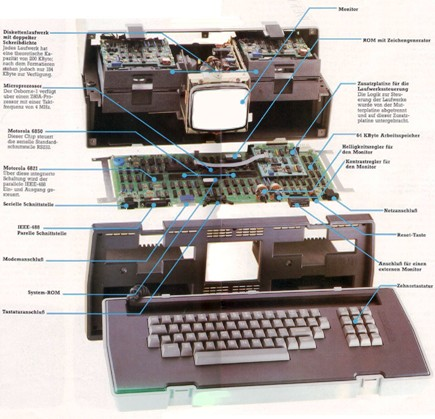 Diskettenlaufwerk
mit doppelter
Schreibdichte
Jedes Laufwerk hat
eine theoretische Ka-
pazität von 200 KByte;
nach dem Formatieren
stehen jedoch nur 184
KByte zur Verfügung.
Mikroprozessor
Der Osborne-1 verfügt
über einen Z80A-Pro-
zessor mit einer Takt-
frequenz von 4 MHz.
Motorola 6850
Dieser Chip steuert
die serielle Standard-
schnittstelle RS232.
Motorola 6821
Über diese integrierte
Schaltung wird der
parallele IEEE-488
Ein- und Ausgang ge-
steuert.
Serielle Schnittstelle
IEEE-488
Parallele Schnittstelle
Modemanschluß
System-ROM
Tastaturanschluß
Monitor
ROM mit Zeichengenerator
Zusatzplatine für die
Laufwerksteuerung
Die Logik zur Steu-
erung der Laufwerke
wurde von der Mut-
terplatine abgetrennt
und auf dieser Zusatz-
platine untergebracht.
64 KByte Arbeitsspeicher
Helligkeitsregler für
den Monitor
Kontrastregler für
den Monitor
Netzanschluß
Reset-Taste
Anschluß für einen
externen Monitor
Zehnertastatur